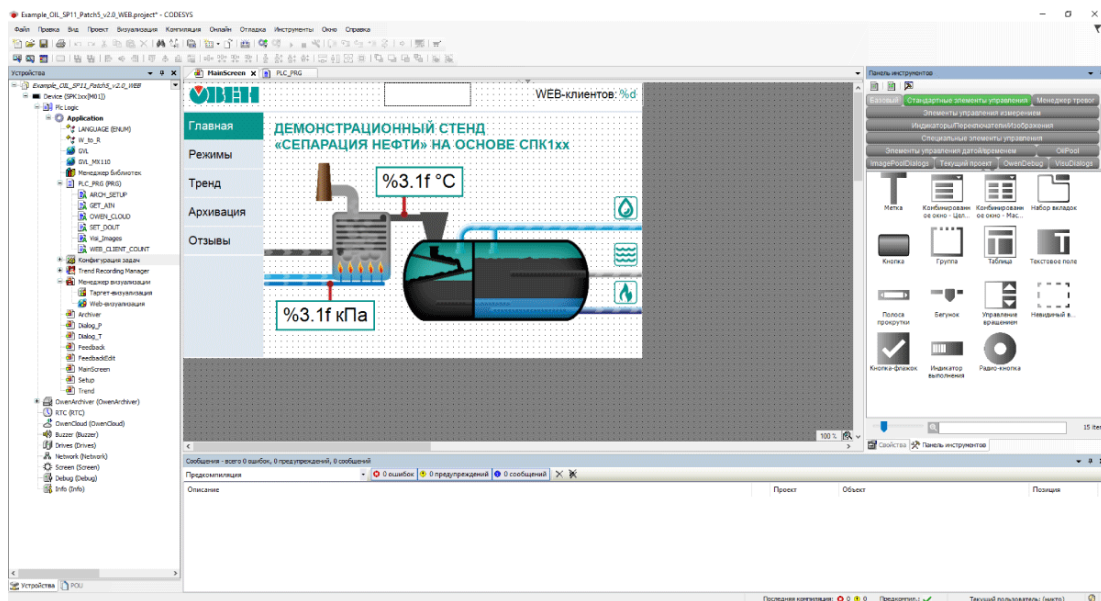 Example_OIL_SP11_Patch5_v2.0_WEB.project* - CODESYS
Файл Правка Вид Проект Визуализация Компиляция Онлайн Отладка Инструменты Окно Справка
Устройства
Example_OIL_SP11_Patch5_v2.0_WEB
Device (SPK1xx[M01])
Plc Logic
Application
LANGUAGE (ENUM)
W_to_R
GVL
GVL_MX110
Менеджер библиотек
PLC_PRG (PRG)
ARCH_SETUP
GET_AIN
OWEN_CLOUD
SET_DOUT
Visl_Images
WEB_CLIENT_COUNT
Конфигурация задач
Trend Recording Manager
Менеджер визуализации
Таргет-визуализация
Web-визуализация
Archiver
Dialog_P
Dialog_T
Feedback
FeedbackEdit
MainScreen
Setup
Trend
OwenArchiver (OwenArchiver)
RTC (RTC)
OwenCloud (OwenCloud)
Buzzer (Buzzer)
Drives (Drives)
Network (Network)
Screen (Screen)
Debug (Debug)
Info (Info)
Устройства POU
MainScreen PLC_PRG
ОВЕН
WEB-клиентов: %d
Главная
Режимы
Тренд
Архивация
Отзывы
ДЕМОНСТРАЦИОННЫЙ СТЕНД
«СЕПАРАЦИЯ НЕФТИ» НА ОСНОВЕ СПК1хх
%3.1f °C
%3.1f кПа
100 %
Сообщения - всего 0 ошибок, 0 предупреждений, 0 сообщений
Предкомпиляция 0 ошибок 0 предупреждений 0 сообщений
Описание Проект Объект Позиция
Панель инструментов
Базовый Стандартные элементы управления Менеджер тревог
Элементы управления измерением
Индикаторы/Переключатели/Изображения
Специальные элементы управления
Элементы управления датой/временем OilPool
ImagePoolDialogs Текущий проект OwenDebug VisuDialogs
Метка
Комбинированное окно - Цел...
Комбинированное окно - Мас...
Набор вкладок
Кнопка
Группа
Таблица
Текстовое поле
Полоса прокрутки
Бегунок
Управление вращением
Невидимый в...
Кнопка-флажок
Индикатор выполнения
Радио-кнопка
Свойства Панель инструментов
Последняя компиляция: 0 0 Предкомпил.: Текущий пользователь: (никто)